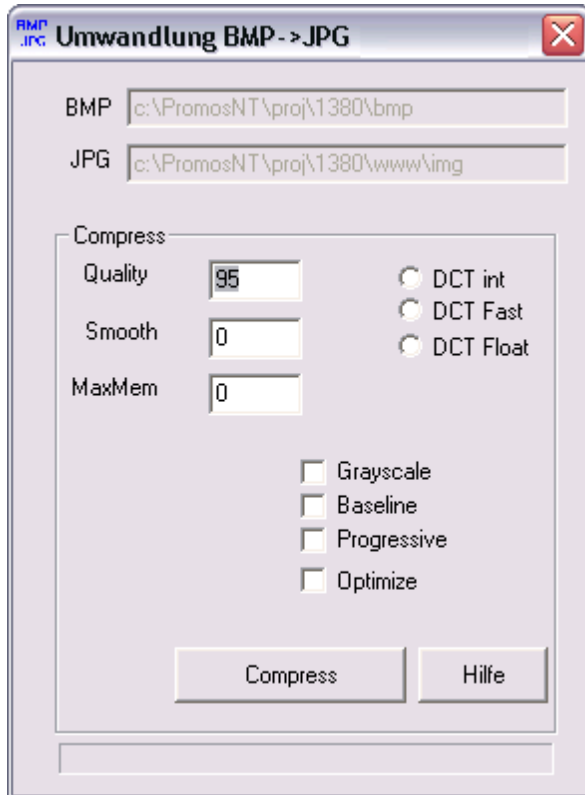 BMP
.JPG
Umwandlung BMP->JPG
BMP c:\PromosNT\proj\1380\bmp
JPG c:\PromosNT\proj\1380\www\img
Compress
Quality 95
DCT int
Smooth 0
DCT Fast
DCT Float
MaxMem 0
Grayscale
Baseline
Progressive
Optimize
Compress Hilfe